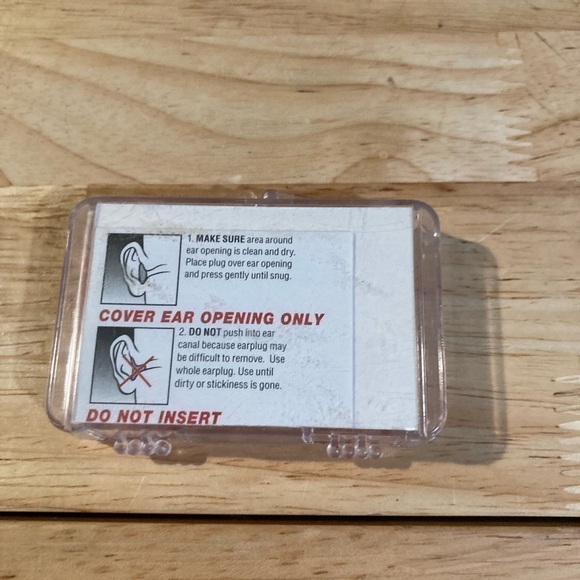 1. MAKE SURE area around
ear opening is clean and dry.
Place plug over ear opening
and press gently until snug.
COVER EAR OPENING ONLY
2. DO NOT push into ear
canal because earplug may
be difficult to remove. Use
whole earplug. Use until
dirty or stickiness is gone.
DO NOT INSERT